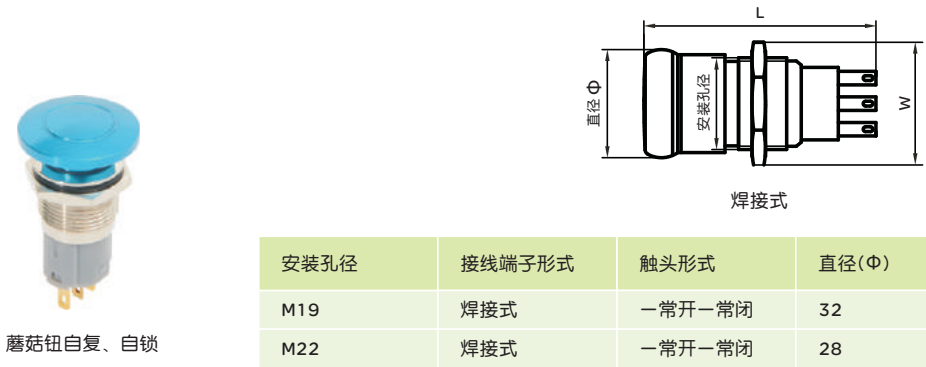 L
直径 Φ
安装孔径
W
焊接式
安装孔径 接线端子形式 触头形式 直径(Φ)
M19 焊接式 一常开一常闭 32
M22 焊接式 一常开一常闭 28
蘑菇钮自复、自锁